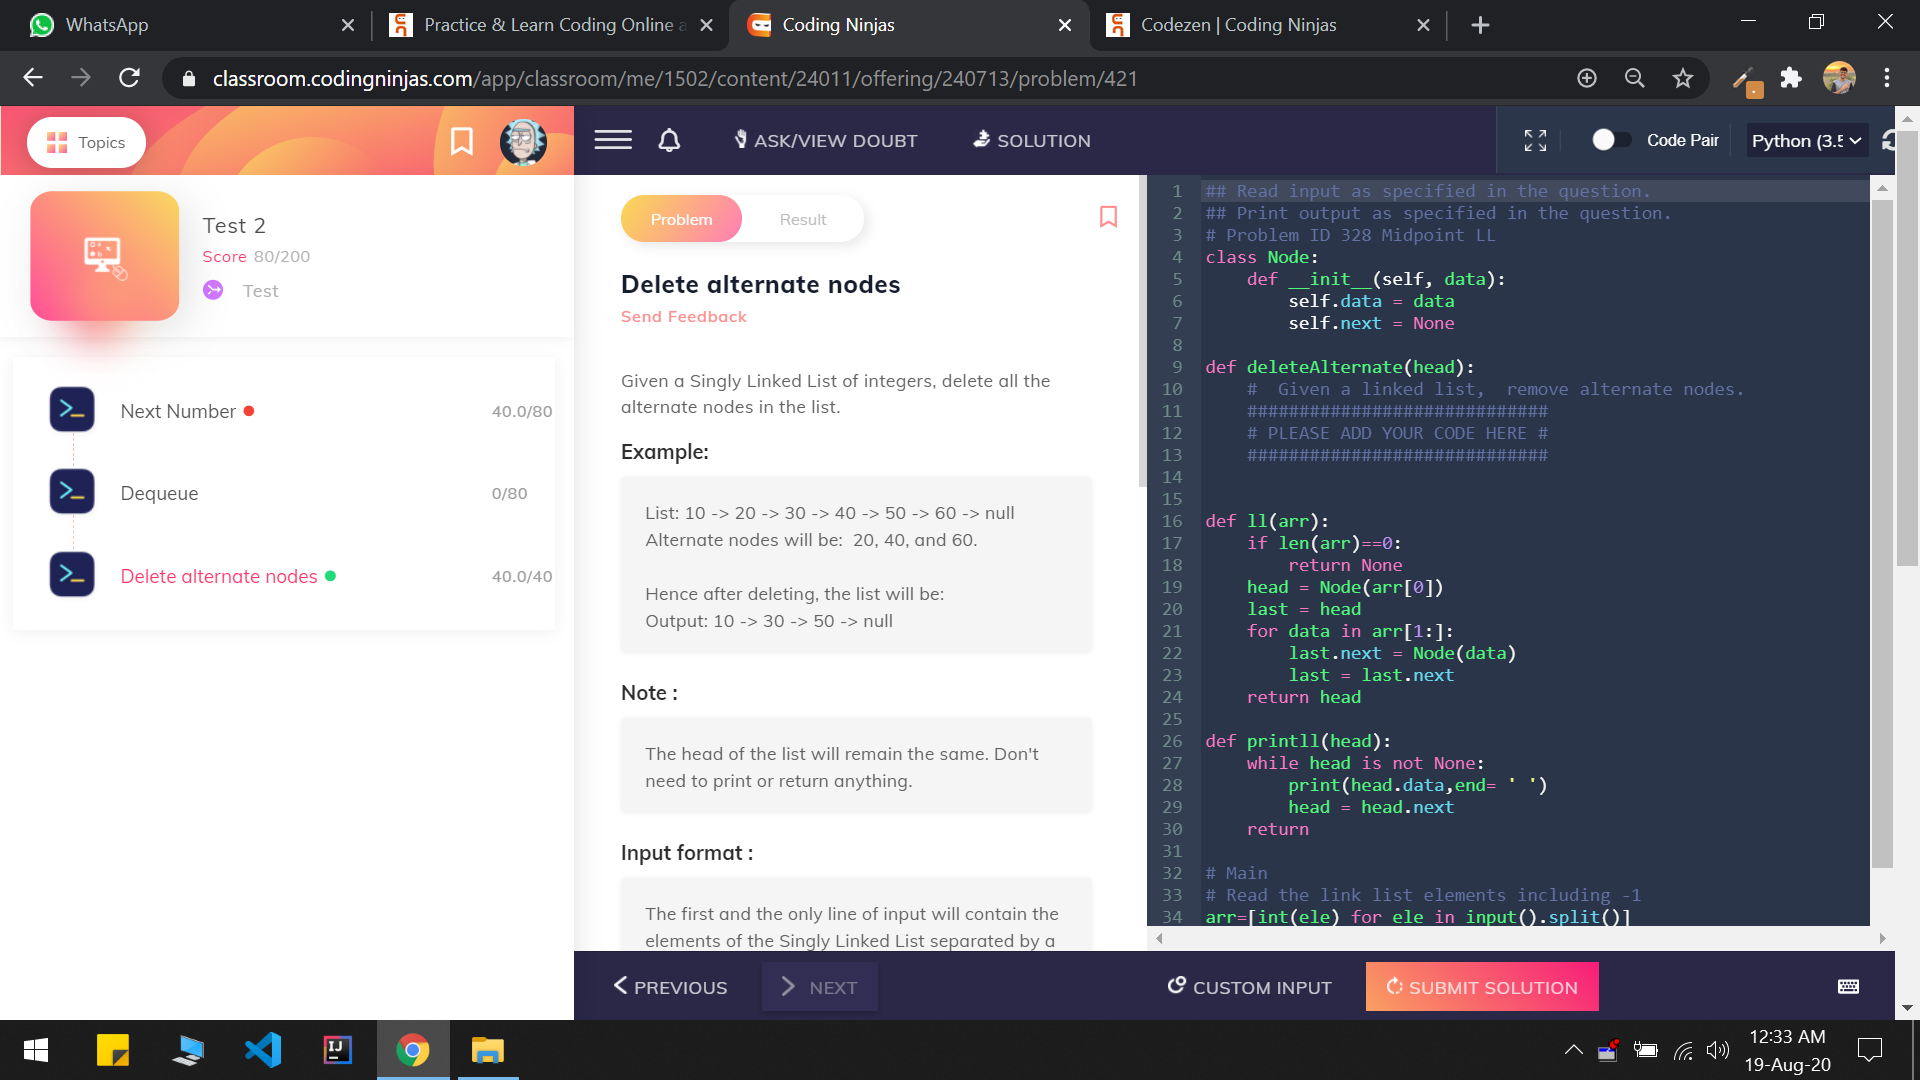 WhatsApp
Practice & Learn Coding Online a
Coding Ninjas
Codezen | Coding Ninjas
classroom.codingninjas.com/app/classroom/me/1502/content/24011/offering/240713/problem/421
Topics
ASK/VIEW DOUBT
SOLUTION
Code Pair
Python (3.5
Test 2
Score 80/200
Test
Next Number
40.0/80
Dequeue
0/80
Delete alternate nodes
40.0/40
Problem
Result
Delete alternate nodes
Send Feedback
Given a Singly Linked List of integers, delete all the
alternate nodes in the list.
Example:
List: 10 -> 20 -> 30 -> 40 -> 50 -> 60 -> null
Alternate nodes will be:  20, 40, and 60.
Hence after deleting, the list will be:
Output: 10 -> 30 -> 50 -> null
Note :
The head of the list will remain the same. Don't
need to print or return anything.
Input format :
The first and the only line of input will contain the
elements of the Singly Linked List separated by a
1 ## Read input as specified in the question.
2 ## Print output as specified in the question.
3 # Problem ID 328 Midpoint LL
4 class Node:
5     def __init__(self, data):
6         self.data = data
7         self.next = None
8
9 def deleteAlternate(head):
10     #  Given a linked list,  remove alternate nodes.
11     #############################
12     # PLEASE ADD YOUR CODE HERE #
13     #############################
14
15
16 def ll(arr):
17     if len(arr)==0:
18         return None
19     head = Node(arr[0])
20     last = head
21     for data in arr[1:]:
22         last.next = Node(data)
23         last = last.next
24     return head
25
26 def printll(head):
27     while head is not None:
28         print(head.data,end= ' ')
29         head = head.next
30     return
31
32 # Main
33 # Read the link list elements including -1
34 arr=[int(ele) for ele in input().split()]
PREVIOUS
NEXT
CUSTOM INPUT
SUBMIT SOLUTION
IJ
12:33 AM
19-Aug-20